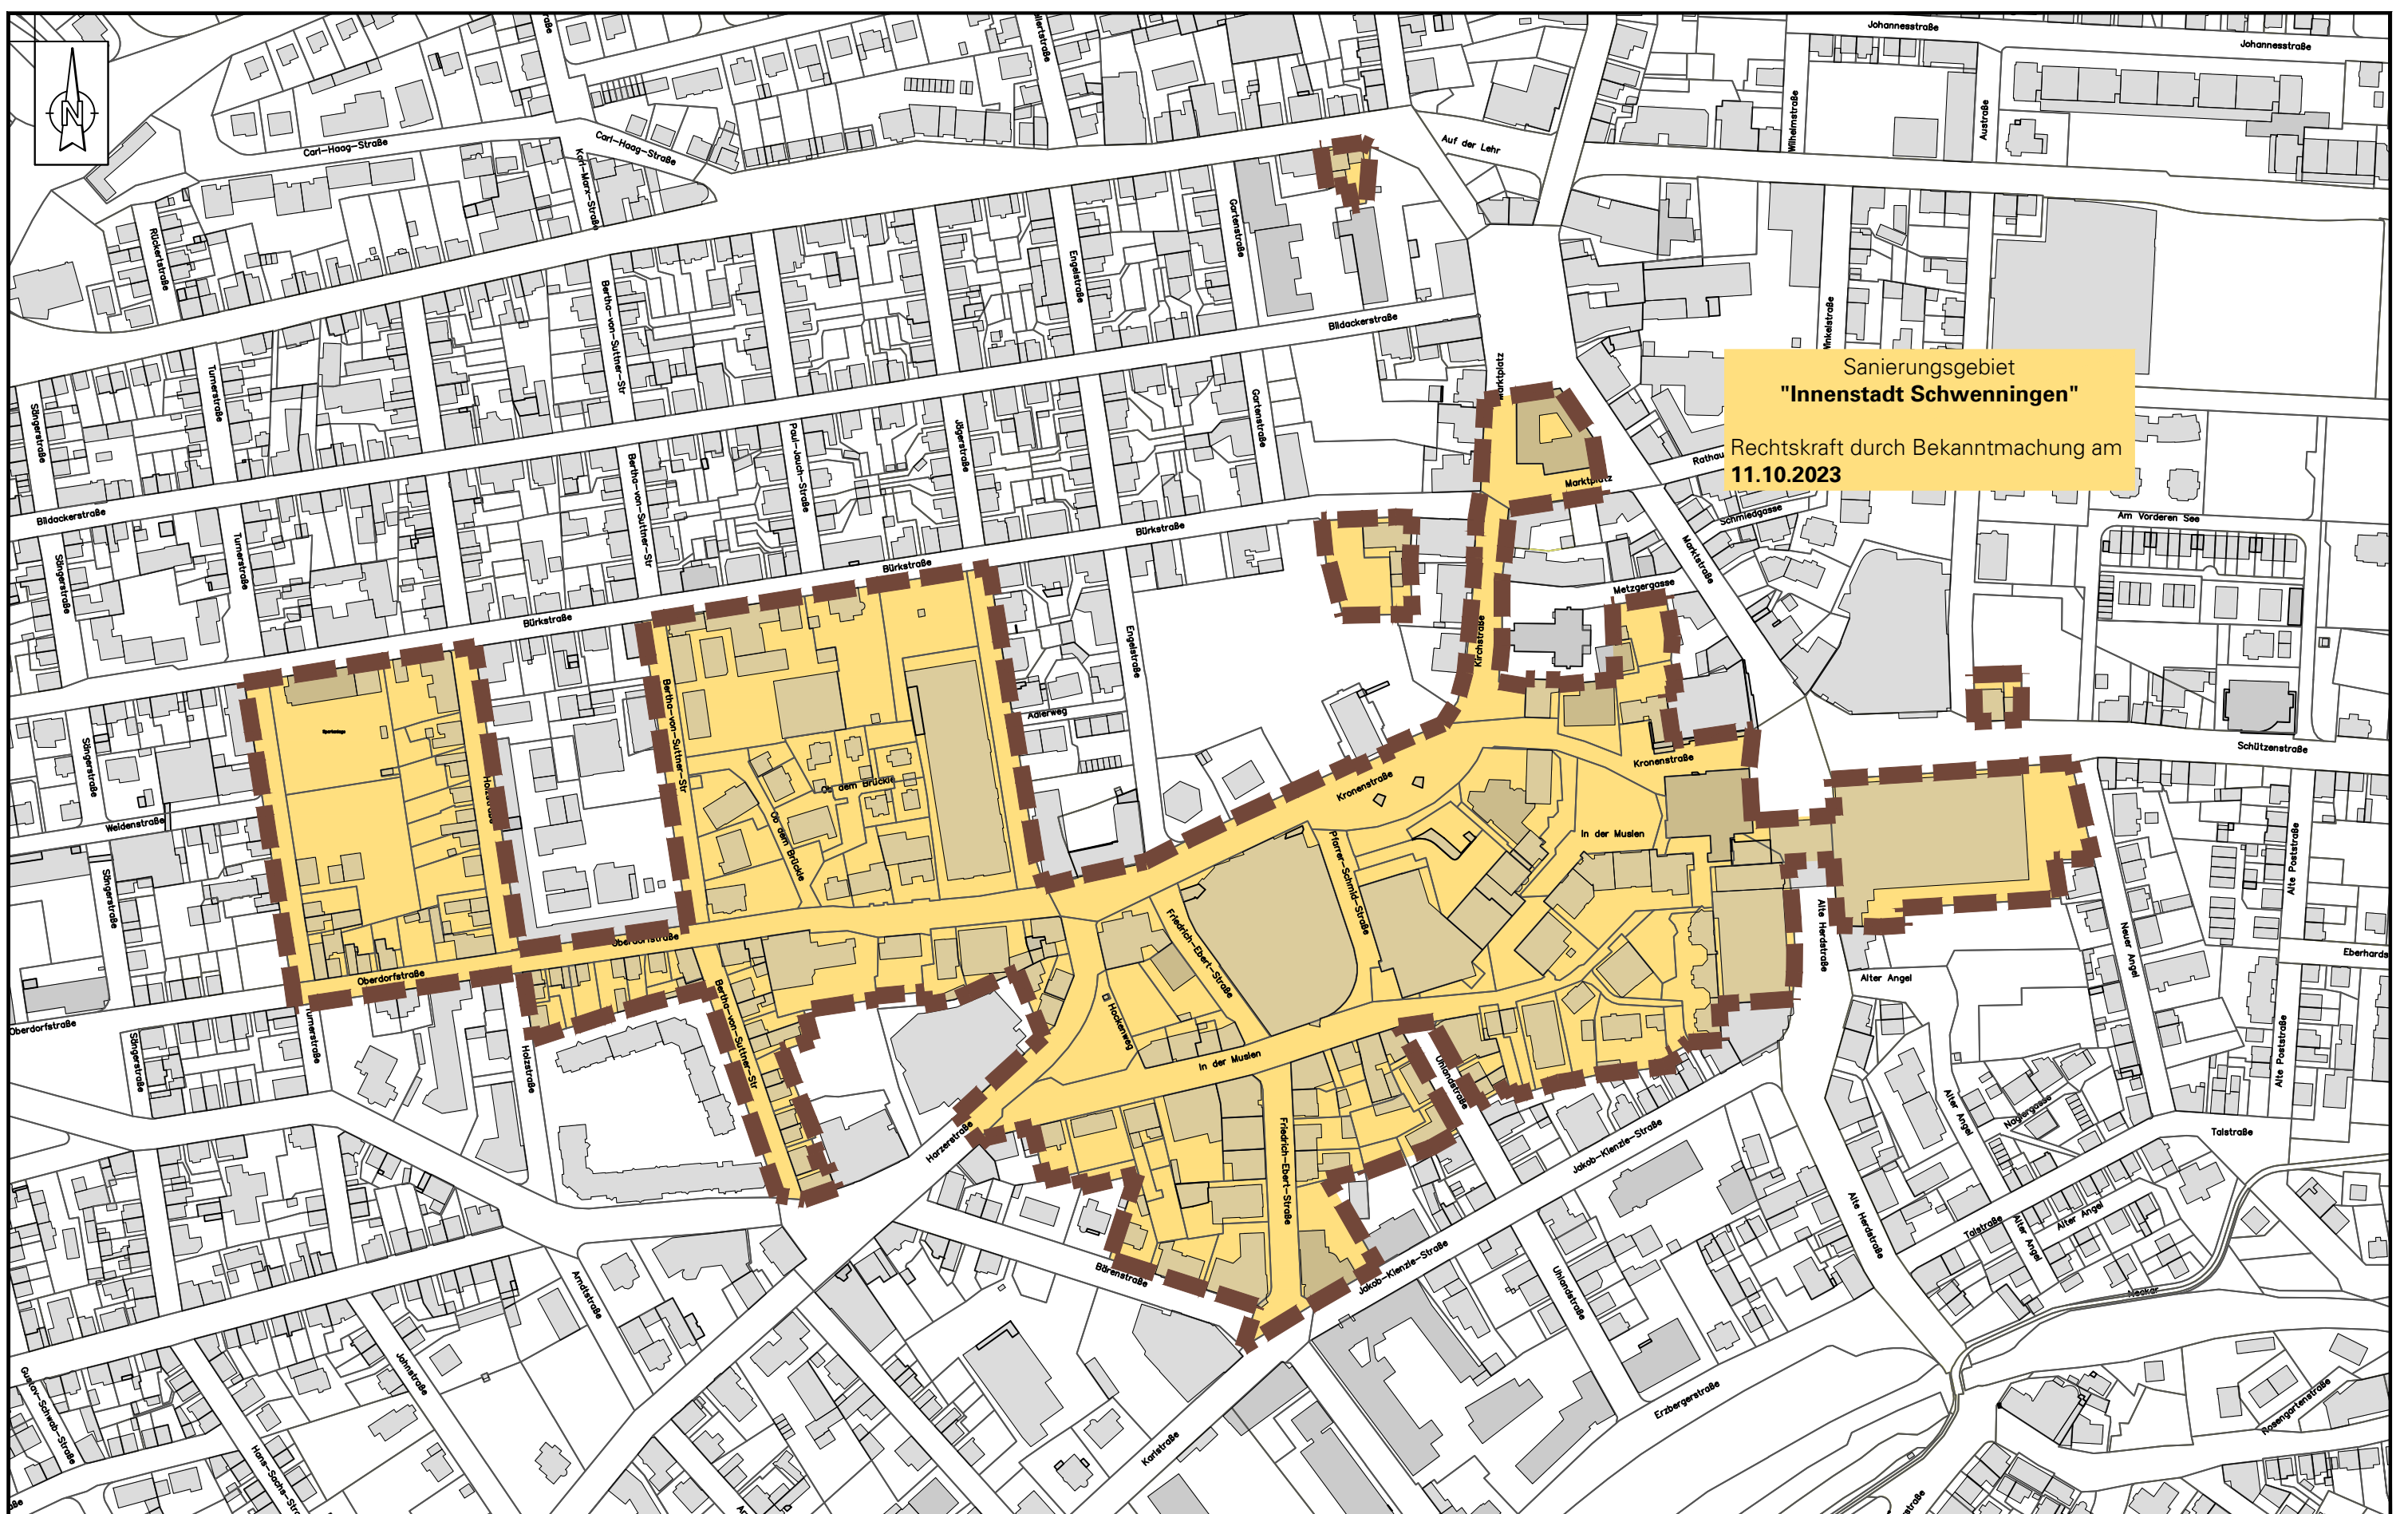 Johannesstraße
Johannesstraße
N
Carl-Haag-Straße
Carl-Haag-Straße
Auf der Lehr
Wilhelmstraße
Austraße
Karl-Marx-Straße
Rückertstraße
Gartenstraße
Engelstraße
Bertha-von-Suttner-Str
Bildackerstraße
Winkelstraße
Marktplatz
Sanierungsgebiet
"Innenstadt Schwenningen"
Rechtskraft durch Bekanntmachung am
11.10.2023
Turnerstraße
Sängerstraße
Gartenstraße
Jägerstraße
Paul-Jauch-Straße
Bertha-von-Suttner-Str
Rathau
Marktplatz
Schmiedgasse
Am Vorderen See
Bildackerstraße
Bürkstraße
Turnerstraße
Sängerstraße
Marktstraße
Bürkstraße
Metzgergasse
Bürkstraße
Kirchstraße
Engelstraße
Bertha-von-Suttner-Str
Adlerweg
Sängerstraße
Holzstraße
Schützenstraße
Kronenstraße
Kronenstraße
Ob dem Brückle
Ob dem Brückle
Weidenstraße
In der Muslen
Pfarrer-Schmid-Straße
Alte Poststraße
Sängerstraße
Friedrich-Ebert-Straße
Alte Herdstraße
Neuer Angel
Oberdorfstraße
Eberhards
Oberdorfstraße
Alter Angel
Bertha-von-Suttner-Str
Hockenweg
Oberdorfstraße
Turnerstraße
Sängerstraße
Holzstraße
In der Muslen
Uhlandstraße
Alte Poststraße
Alter Angel
Naglergasse
Talstraße
Harzerstraße
Friedrich-Ebert-Straße
Jakob-Kienzle-Straße
Alte Herdstraße
Talstraße
Alter Angel
Alter Angel
Bärenstraße
Jakob-Kienzle-Straße
Uhlandstraße
Neckar
Arndtstraße
Jahnstraße
Gustav-Schwab-Straße
Hans-Sachs-Stra
Erzbergerstraße
Rosengartenstraße
Karlstraße